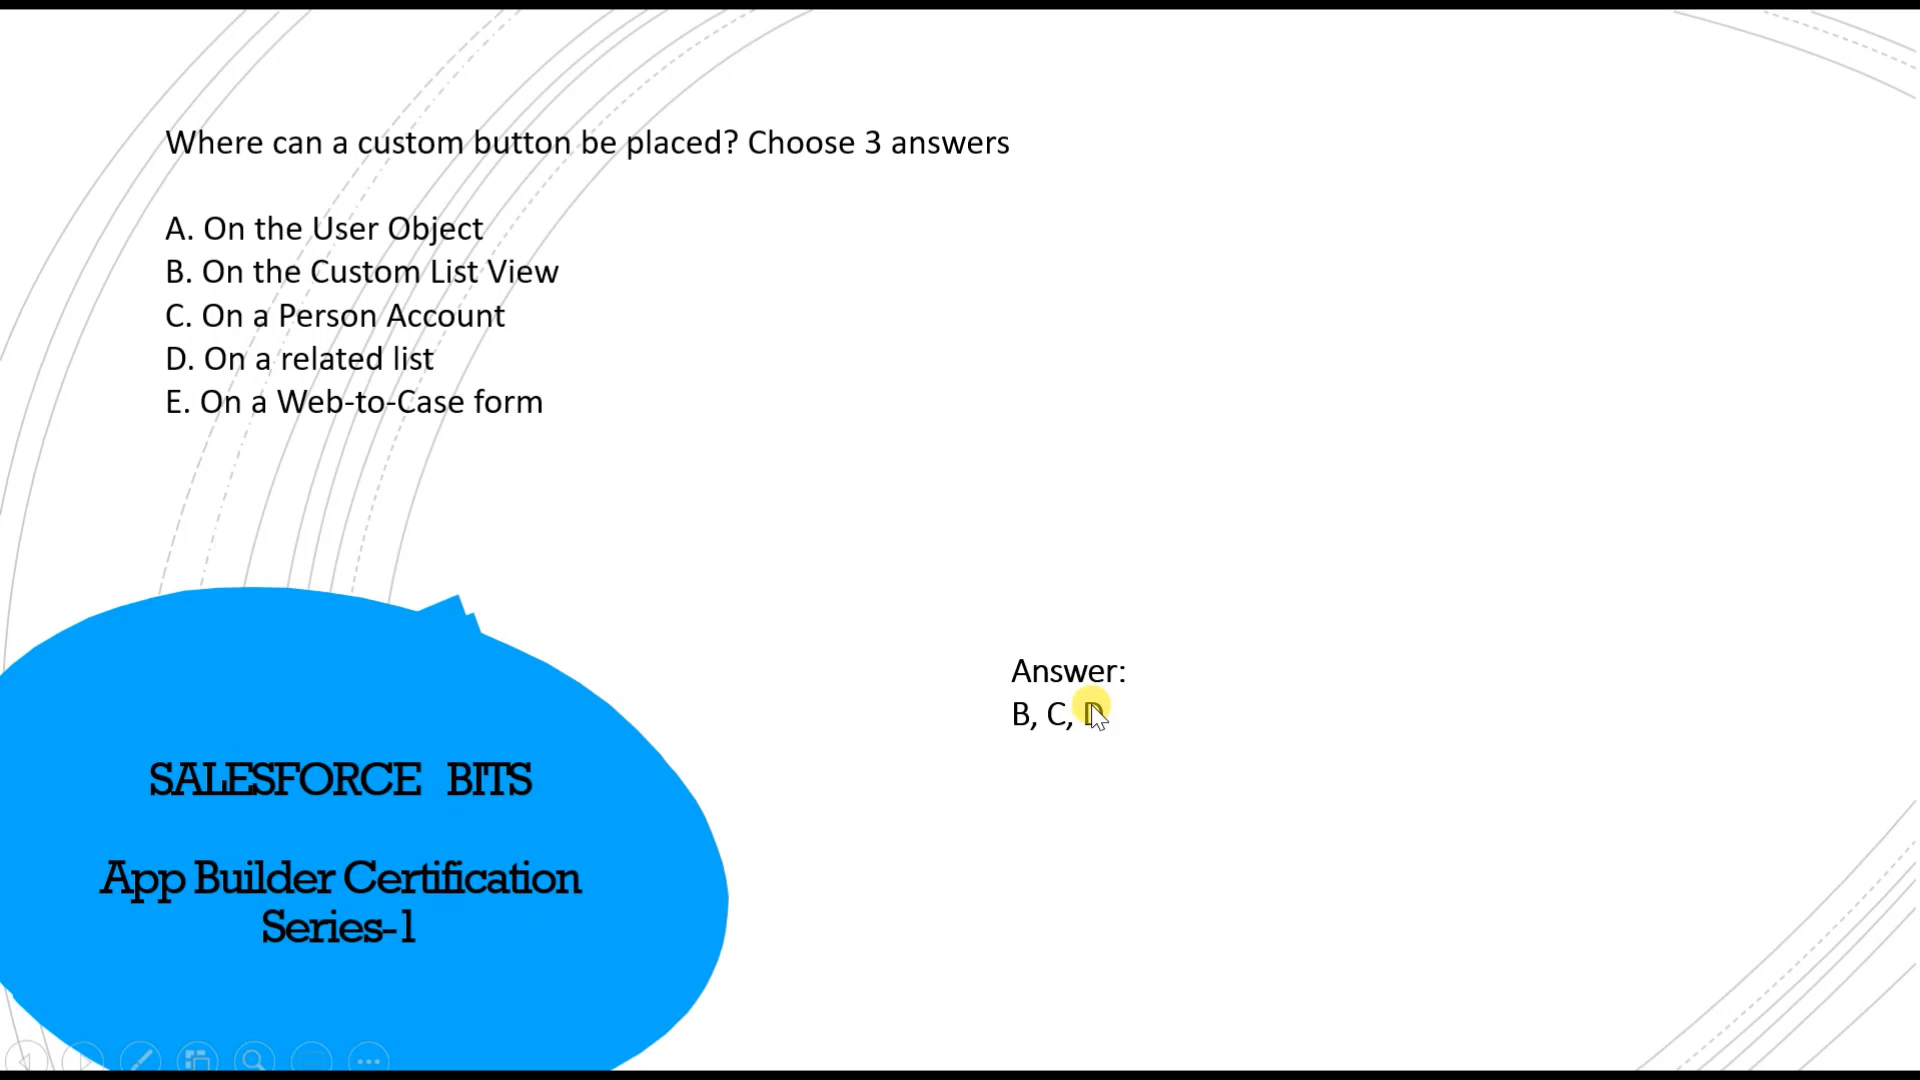 Where can a custom button be placed? Choose 3 answers
A. On the User Object
B. On the Custom List View
C. On a Person Account
D. On a related list
E. On a Web-to-Case form
Answer:
B, C, D
SALESFORCE BITS
App Builder Certification
Series-1